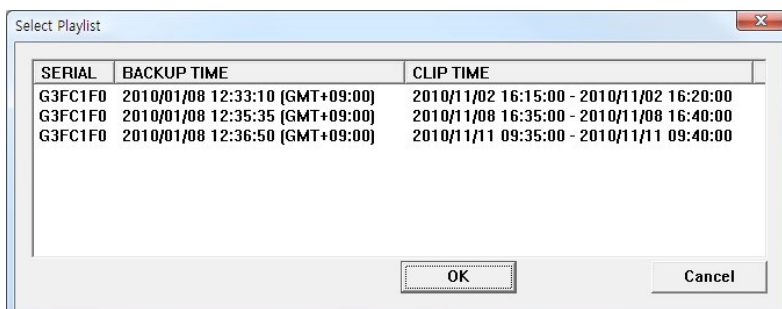 Select Playlist
SERIAL BACKUP TIME CLIP TIME
G3FC1F0 2010/01/08 12:33:10 (GMT+09:00) 2010/11/02 16:15:00 - 2010/11/02 16:20:00
G3FC1F0 2010/01/08 12:35:35 (GMT+09:00) 2010/11/08 16:35:00 - 2010/11/08 16:40:00
G3FC1F0 2010/01/08 12:36:50 (GMT+09:00) 2010/11/11 09:35:00 - 2010/11/11 09:40:00
OK Cancel